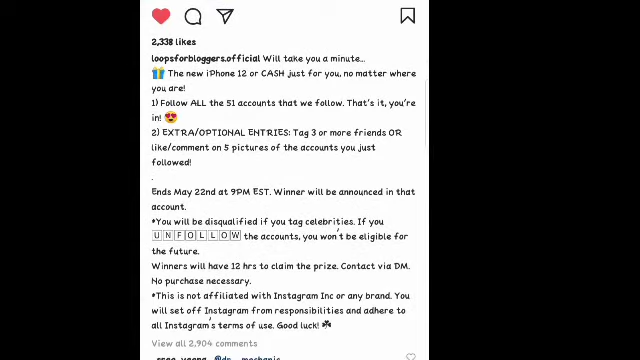 2,338 likes
loopsforbloggers.official Will take you a minute...
🎁 The new iPhone 12 or CASH just for you, no matter where
you are!
1) Follow ALL the 51 accounts that we follow. That's it, you're
in! 😍
2) EXTRA/OPTIONAL ENTRIES: Tag 3 or more friends OR
like/comment on 5 pictures of the accounts you just
followed!
.
Ends May 22nd at 9PM EST. Winner will be announced in that
account.
*You will be disqualified if you tag celebrities. If you
🅄🄽🄵🄾🄻🄻🄾🅆 the accounts, you won't be eligible for
the future.
Winners will have 12 hrs to claim the prize. Contact via DM.
No purchase necessary.
*This is not affiliated with Instagram Inc or any brand. You
will set off Instagram from responsibilities and adhere to
all Instagram's terms of use. Good luck! ☘
View all 2,904 comments